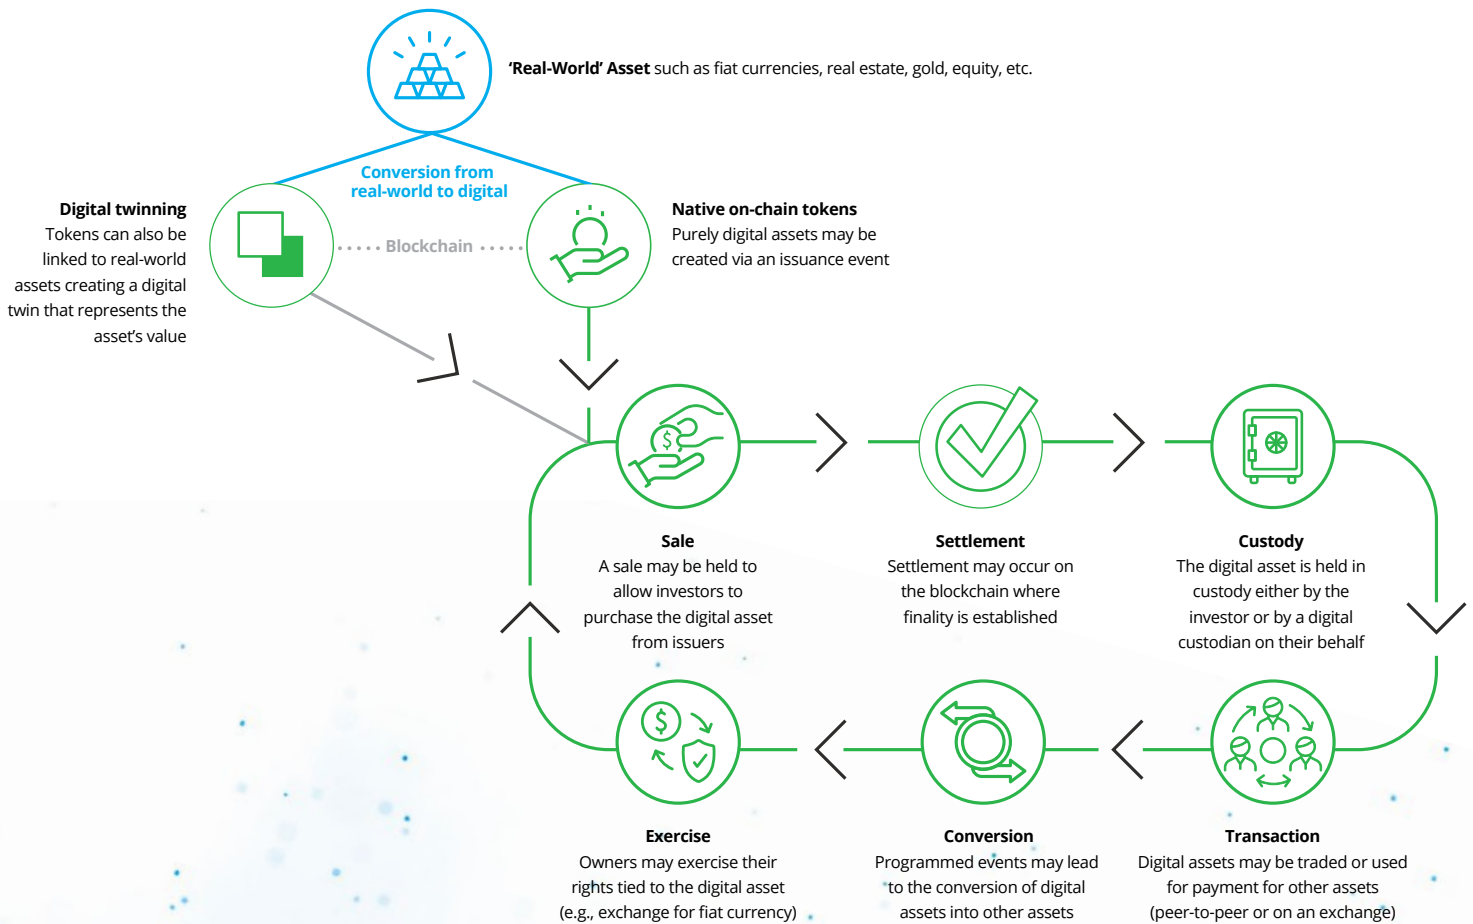 ‘Real-World’ Asset such as fiat currencies, real estate, gold, equity, etc.
Conversion from
real-world to digital
Digital twinning
Tokens can also be
linked to real-world
assets creating a digital
twin that represents the
asset’s value
Blockchain
Native on-chain tokens
Purely digital assets may be
created via an issuance event
$
Sale
A sale may be held to
allow investors to
purchase the digital asset
from issuers
Settlement
Settlement may occur on
the blockchain where
finality is established
Custody
The digital asset is held in
custody either by the
investor or by a digital
custodian on their behalf
$
Exercise
Owners may exercise their
rights tied to the digital asset
(e.g., exchange for fiat currency)
Conversion
Programmed events may lead
to the conversion of digital
assets into other assets
Transaction
Digital assets may be traded or used
for payment for other assets
(peer-to-peer or on an exchange)